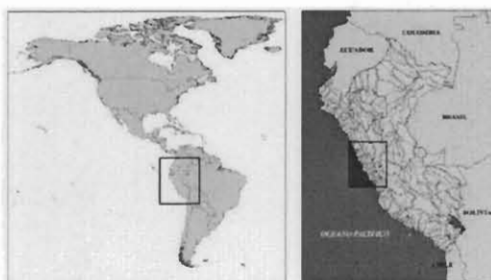 COLOMBIA
ECUADOR
BRASIL
BOLIVIA
OCEANO PACIFICO
CHILE